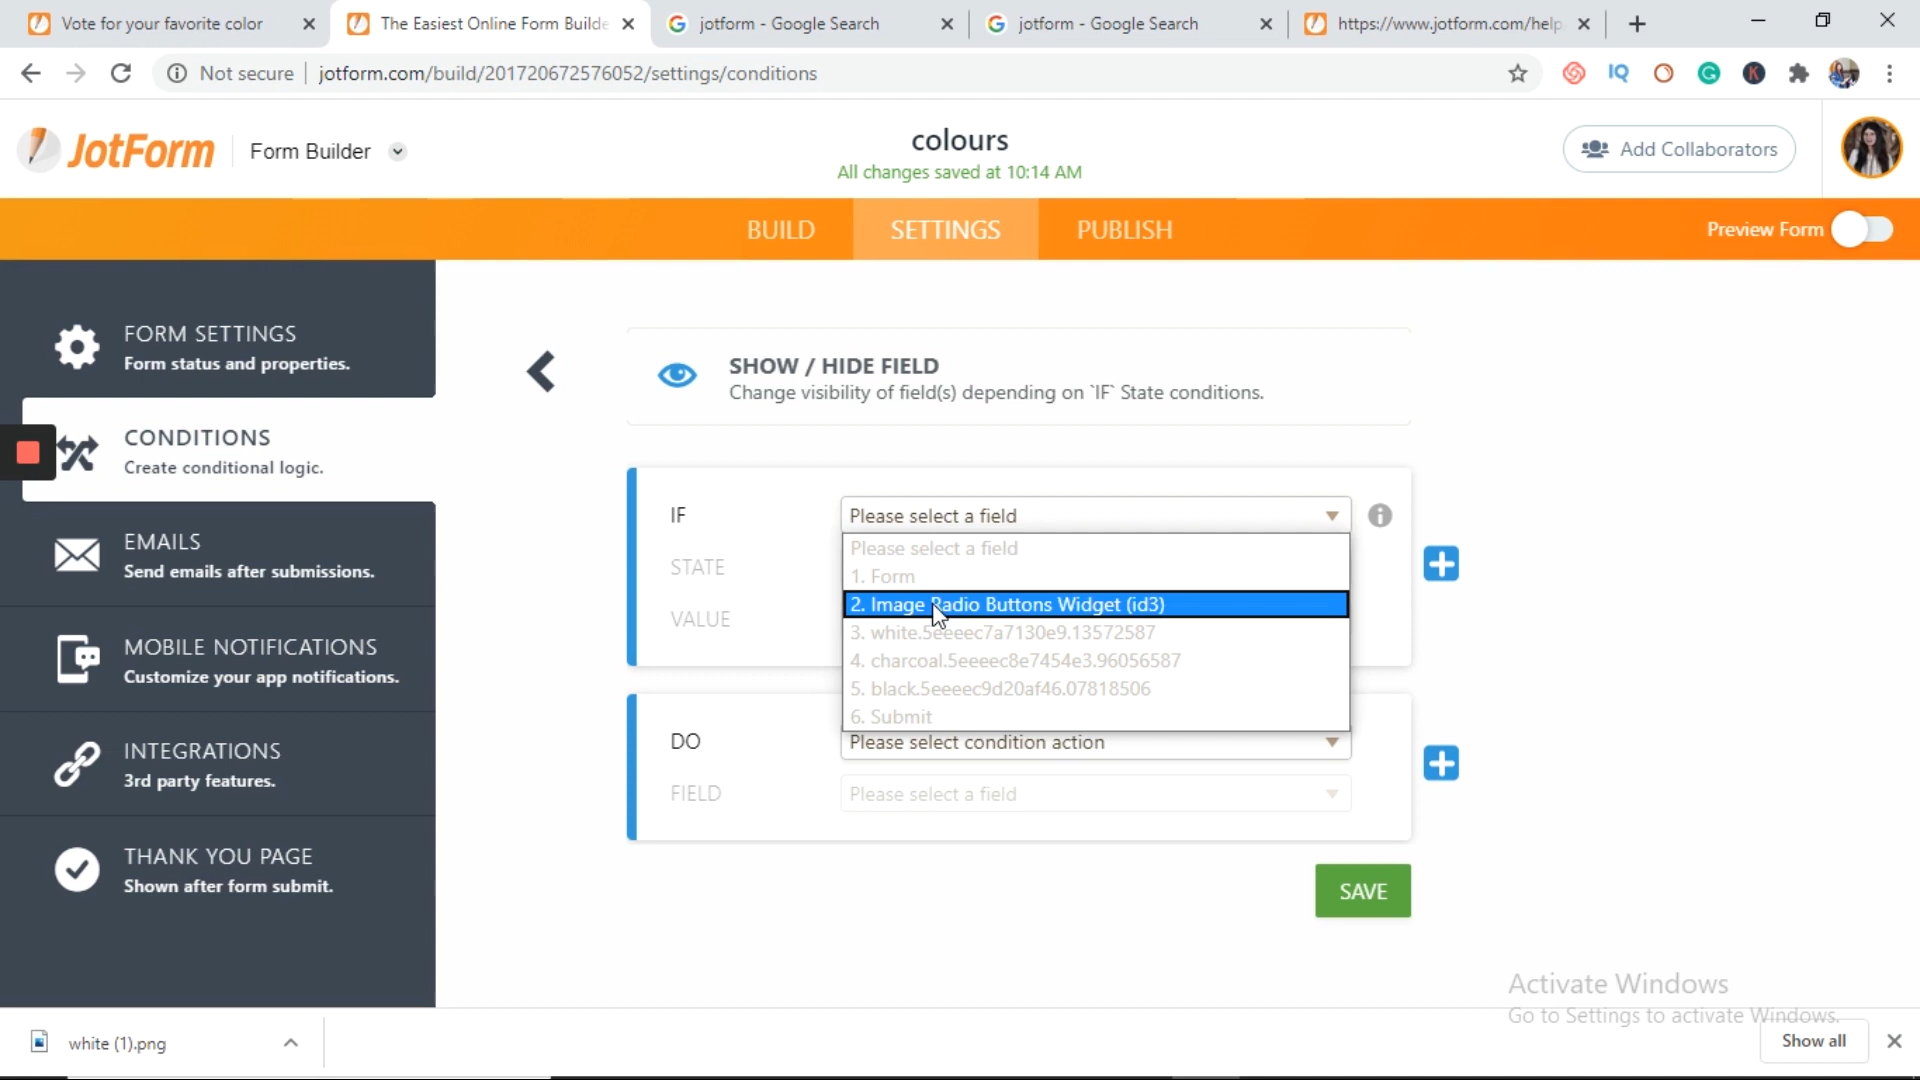 Vote for your favorite color
The Easiest Online Form Builde
jotform - Google Search
jotform - Google Search
https://www.jotform.com/help
Not secure
jotform.com/build/201720672576052/settings/conditions
IQ
K
JotForm
Form Builder
colours
All changes saved at 10:14 AM
Add Collaborators
BUILD
SETTINGS
PUBLISH
Preview Form
FORM SETTINGS
Form status and properties.
CONDITIONS
Create conditional logic.
EMAILS
Send emails after submissions.
MOBILE NOTIFICATIONS
Customize your app notifications.
INTEGRATIONS
3rd party features.
THANK YOU PAGE
Shown after form submit.
SHOW / HIDE FIELD
Change visibility of field(s) depending on `IF` State conditions.
IF
Please select a field
STATE
VALUE
Please select a field
1. Form
2. Image Radio Buttons Widget (id3)
3. white.5eeeec7a7130e9.13572587
4. charcoal.5eeeec8e7454e3.96056587
5. black.5eeeec9d20af46.07818506
6. Submit
DO
Please select condition action
FIELD
Please select a field
SAVE
Activate Windows
Go to Settings to activate Windows.
white (1).png
Show all